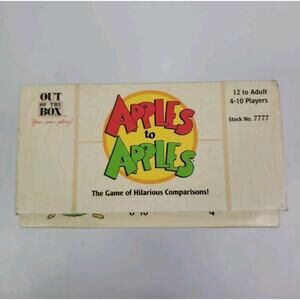 OUT
OF THE
BOX
12 to Adult
4-10 Players
Stock No. 7777
APPLES
to
APPLES
The Game of Hilarious Comparisons!